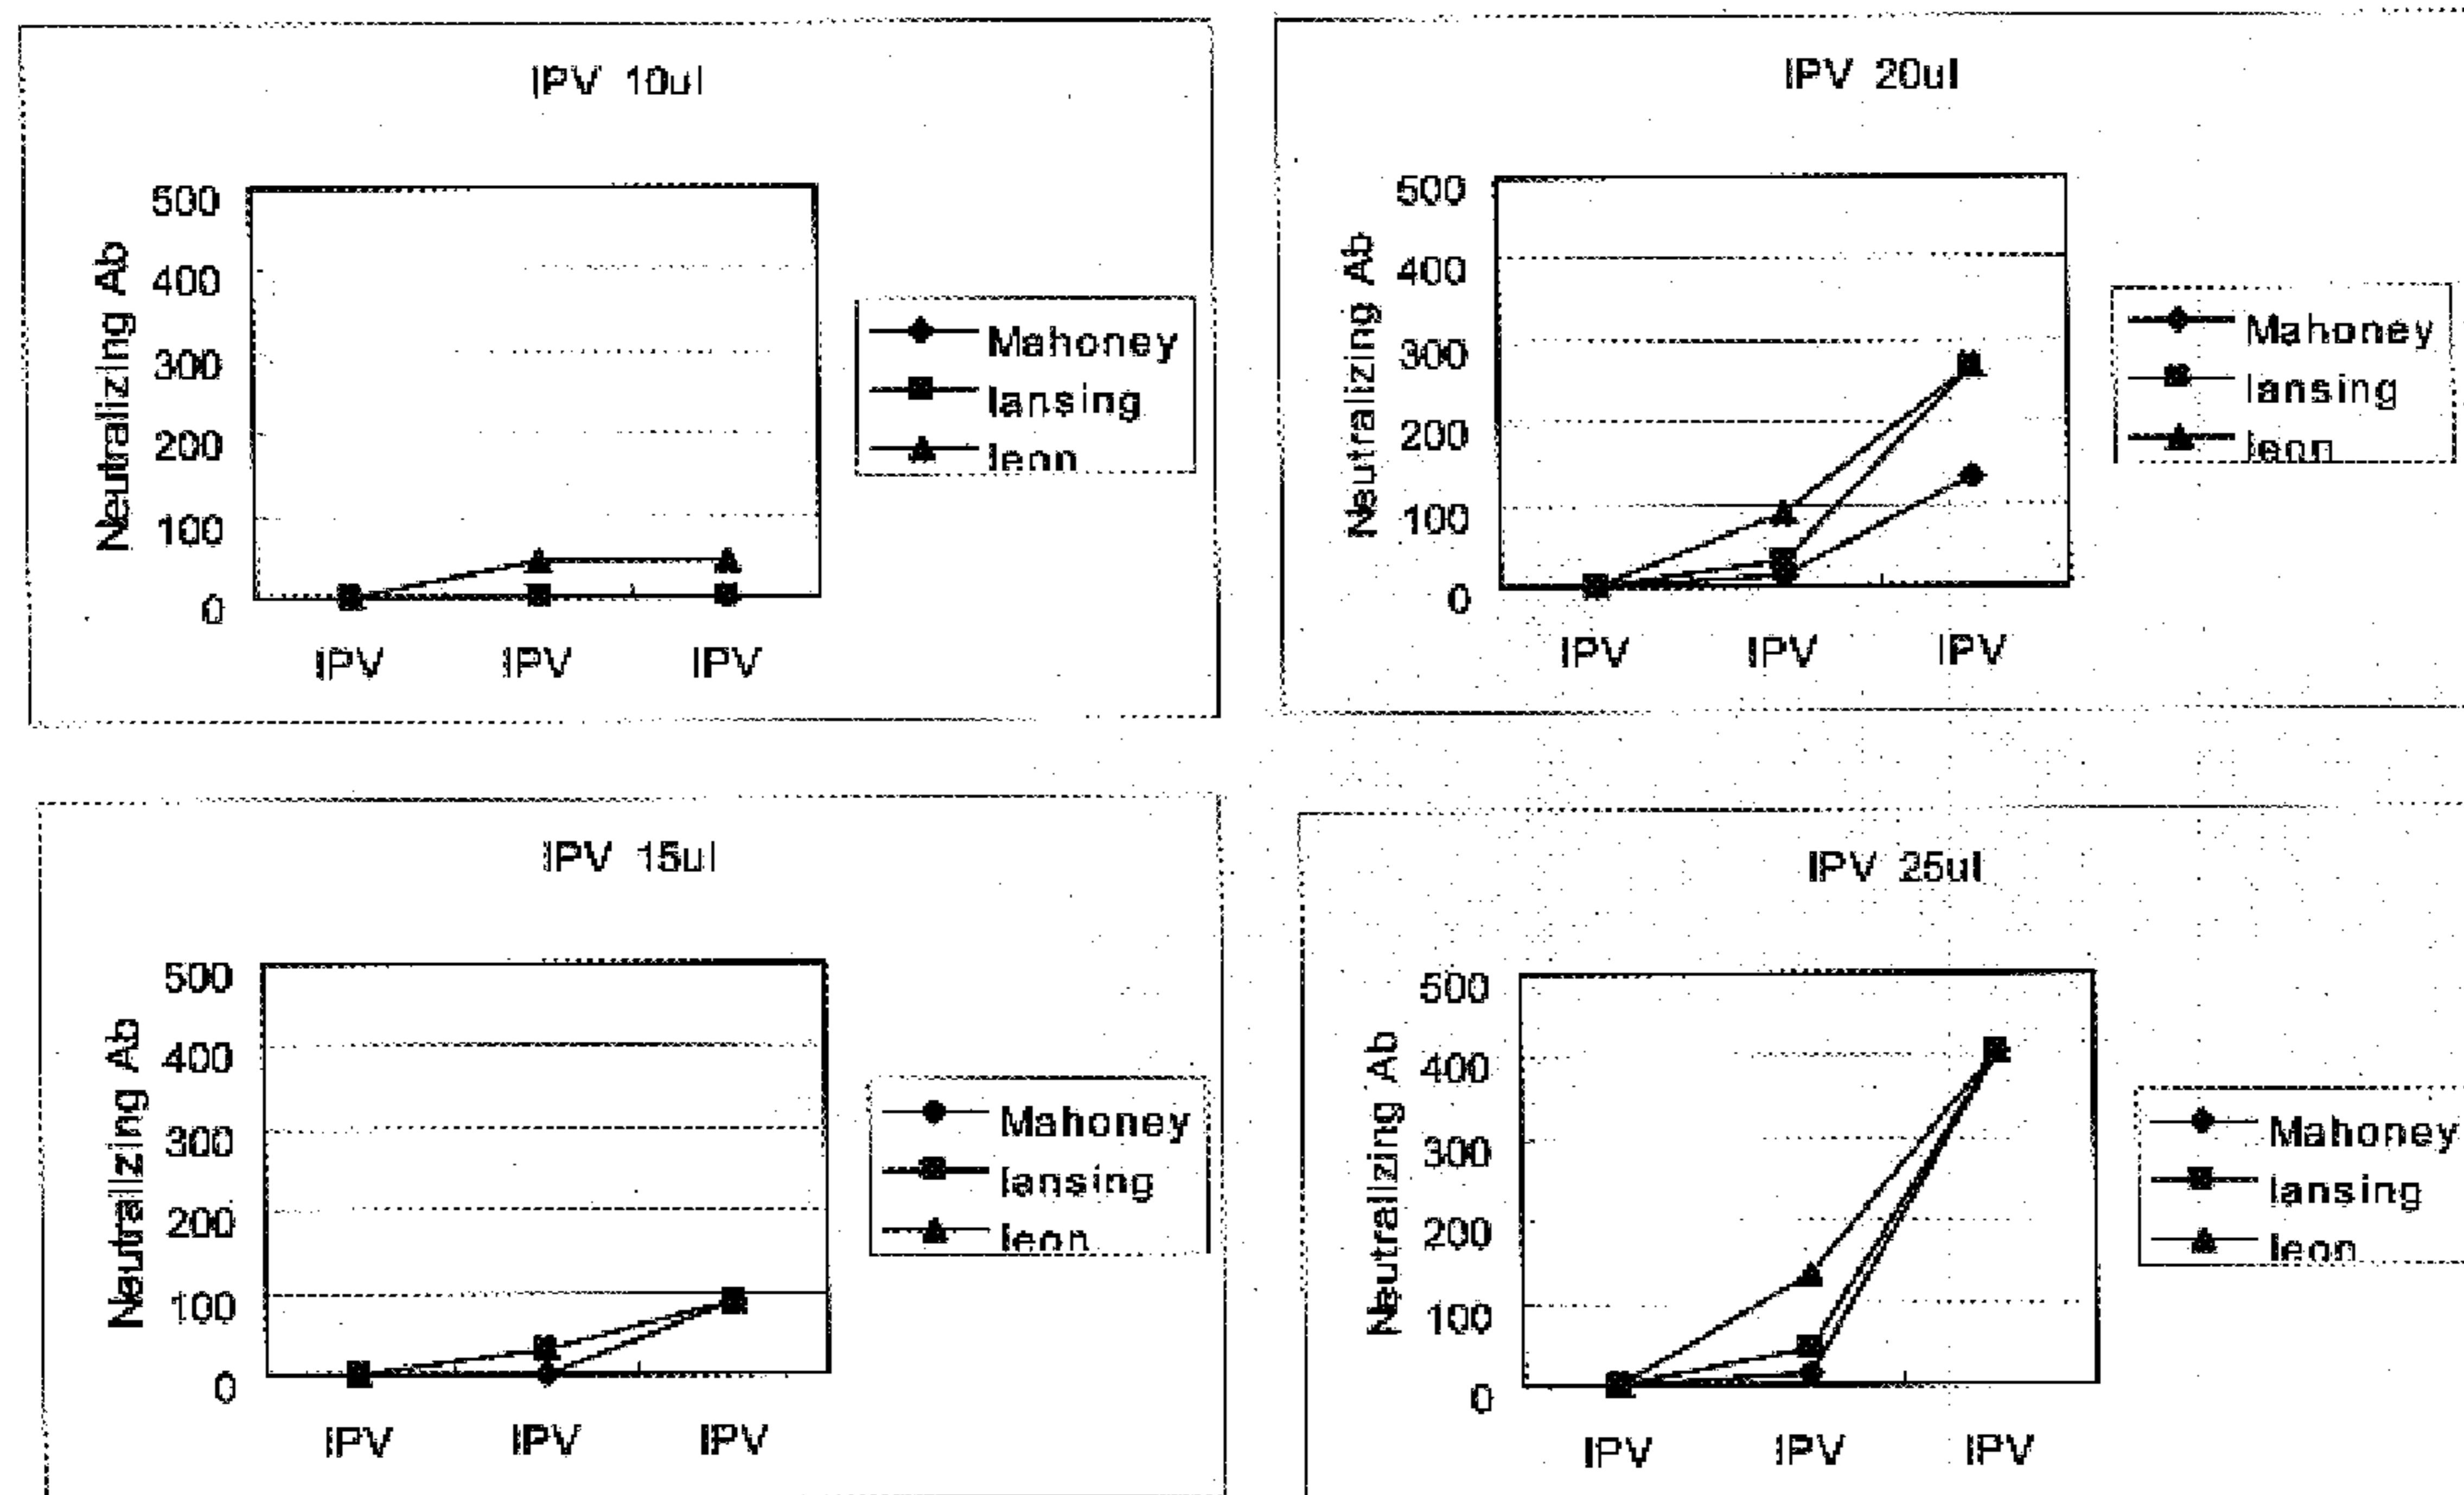 IPV 10ul
Neutralizing Ab
500
400
300
200
100
0
IPV IPV IPV
Mahoney
lansing
leon
IPV 20ul
Neutralizing Ab
500
400
300
200
100
0
IPV IPV IPV
Mahoney
lansing
leon
IPV 15ul
Neutralizing Ab
500
400
300
200
100
0
IPV IPV IPV
Mahoney
lansing
leon
IPV 25ul
Neutralizing Ab
500
400
300
200
100
0
IPV IPV IPV
Mahoney
lansing
leon